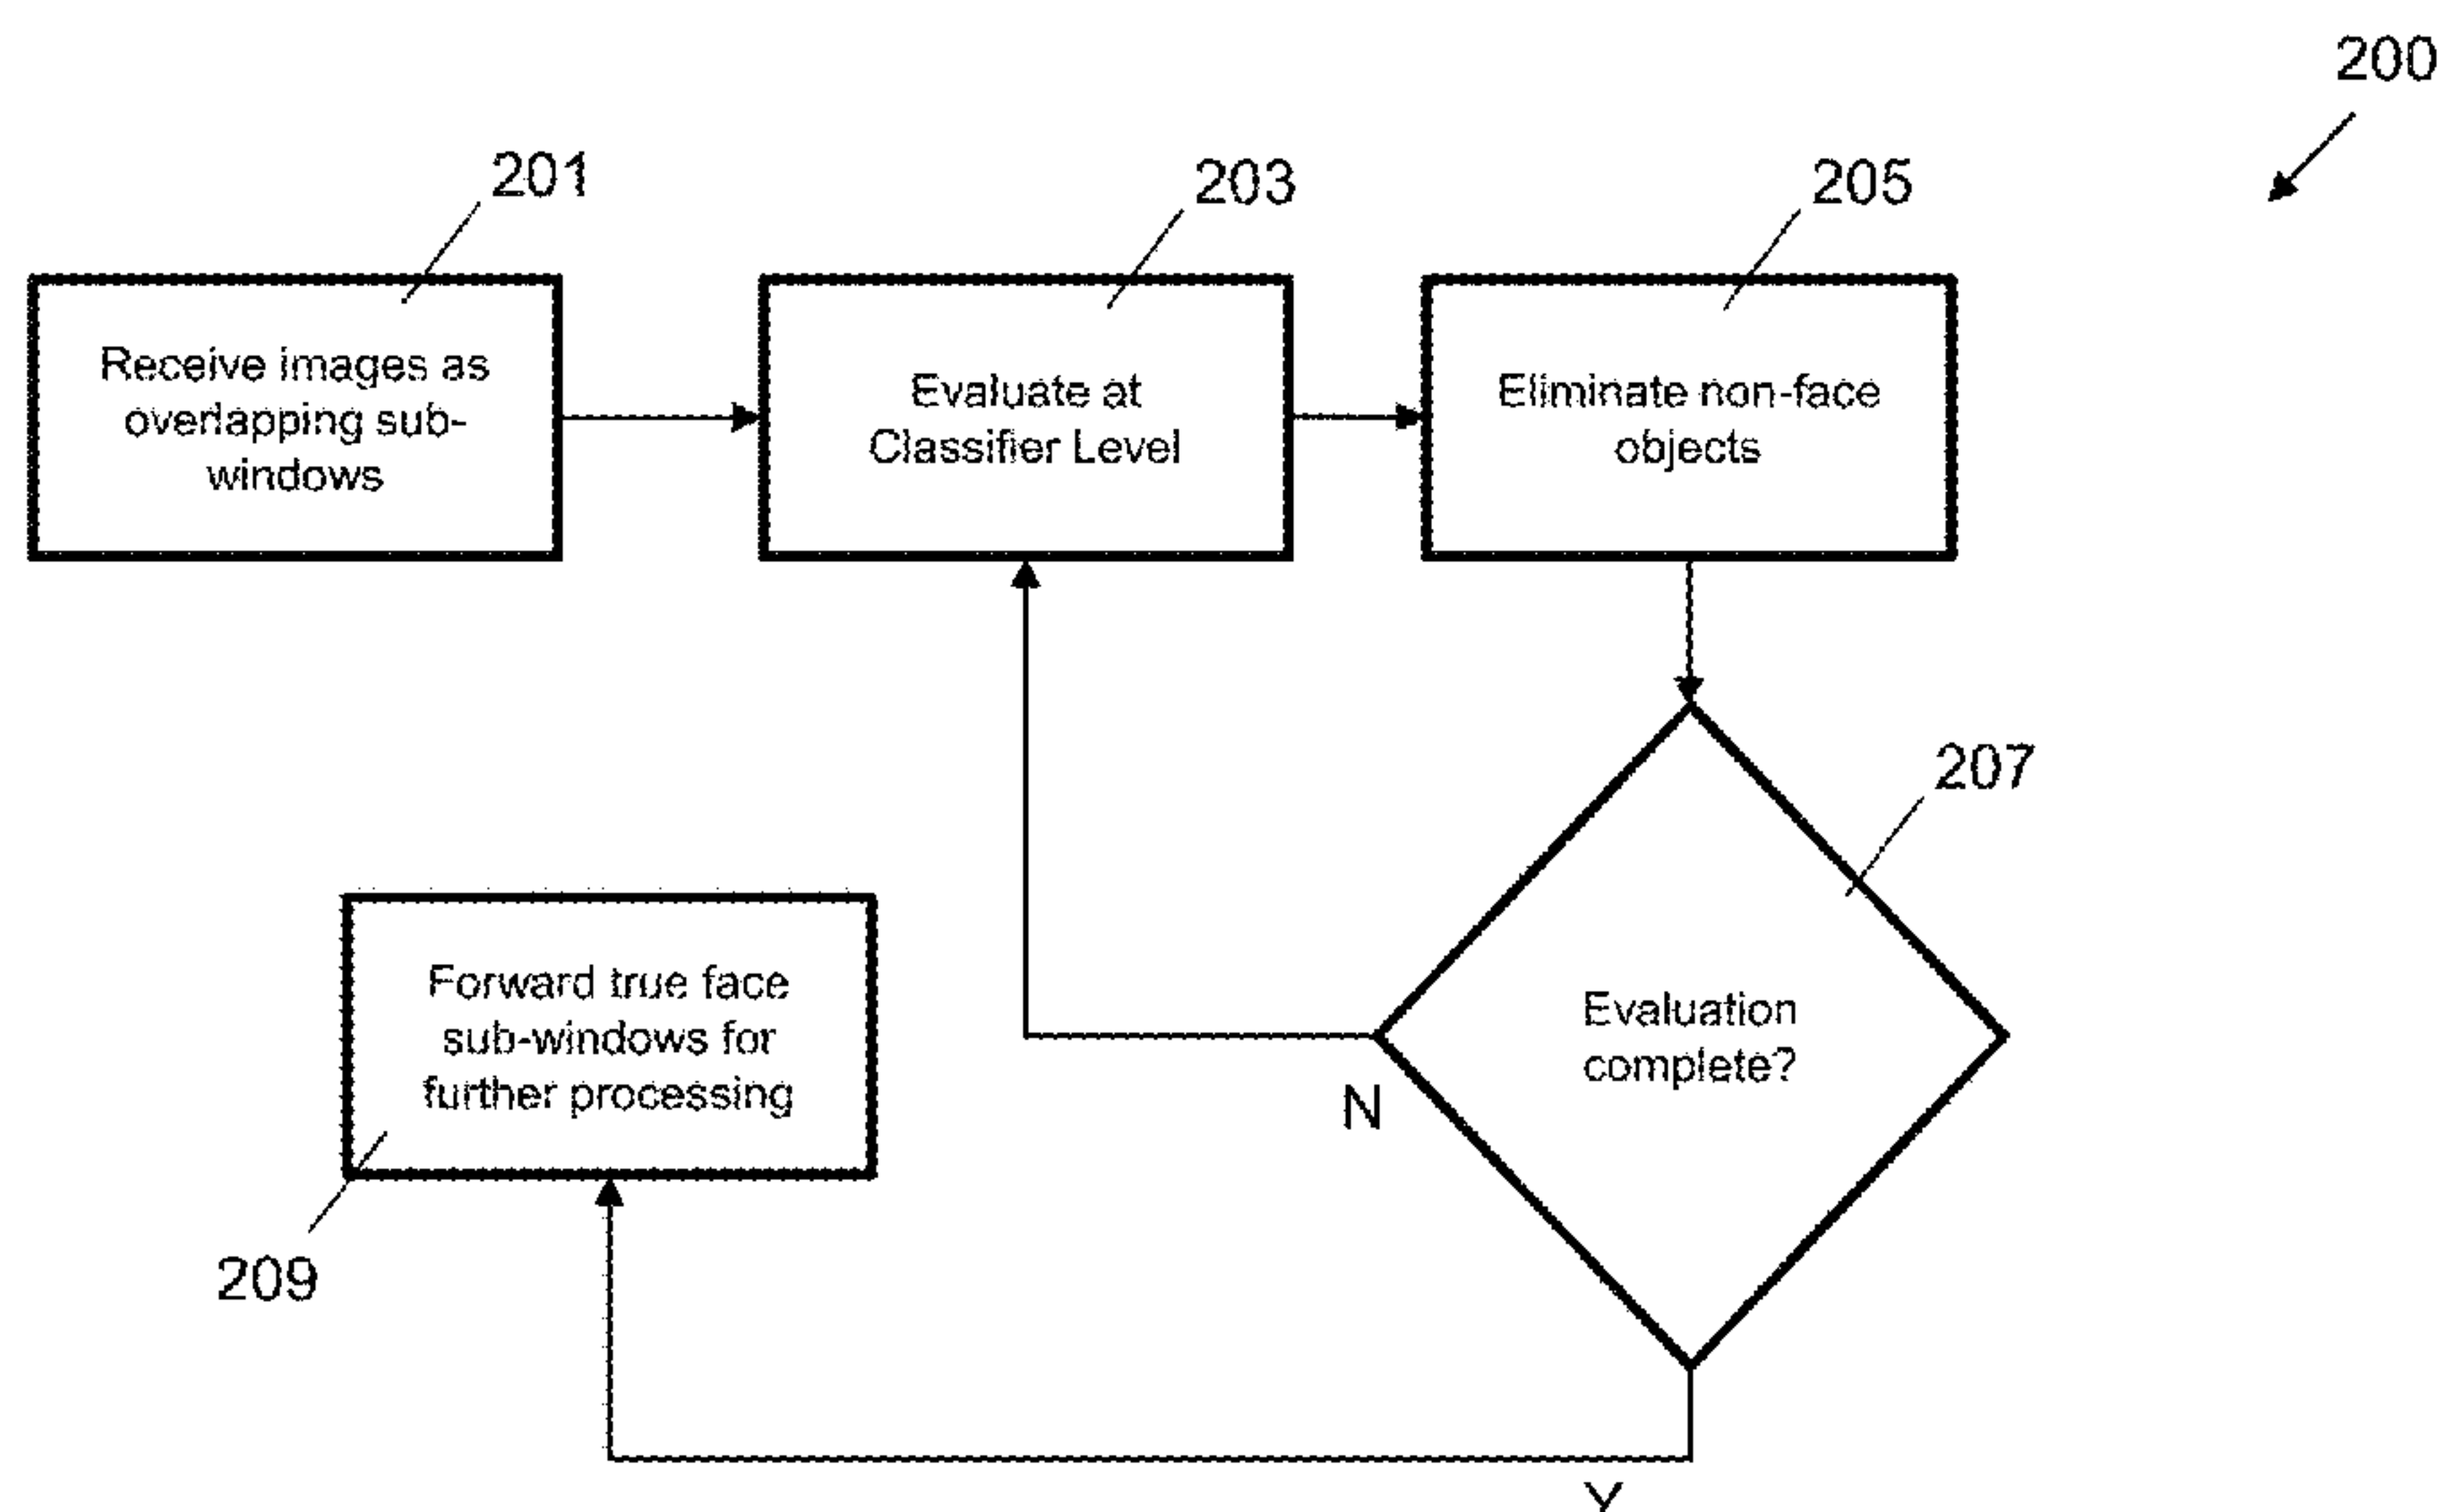 200
201
203
205
Receive images as
overlapping sub-
windows
Evaluate at
Classifier Level
Eliminate non-face
objects
207
Forward true face
sub-windows for
further processing
Evaluation
complete?
N
209
Y